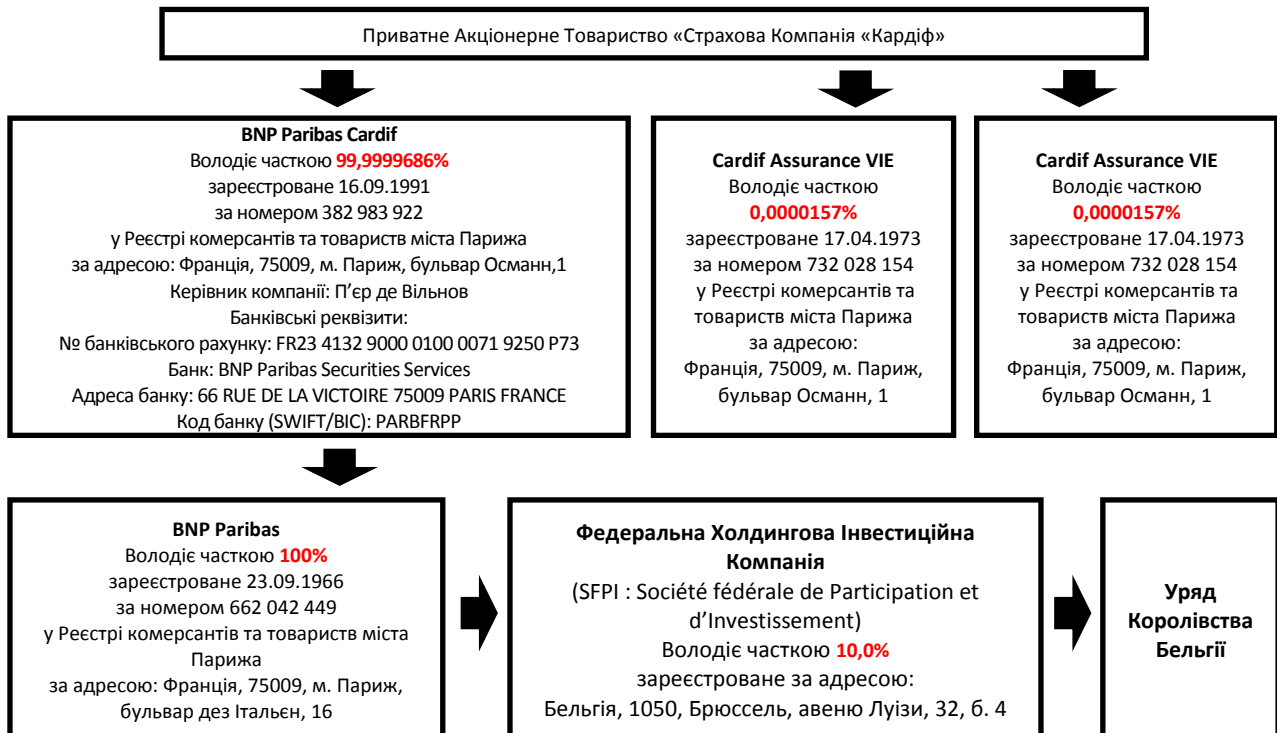 Приватне Акціонерне Товариство «Страхова Компанія «Кардіф»
BNP Paribas Cardif
Володіє часткою 99,9999686%
зареєстроване 16.09.1991
за номером 382 983 922
у Реєстрі комерсантів та товариств міста Парижа
за адресою: Франція, 75009, м. Париж, бульвар Османн,1
Керівник компанії: П’єр де Вільнов
Банківські реквізити:
№ банківського рахунку: FR23 4132 9000 0100 0071 9250 P73
Банк: BNP Paribas Securities Services
Адреса банку: 66 RUE DE LA VICTOIRE 75009 PARIS FRANCE
Код банку (SWIFT/BIC): PARBFRPP
Cardif Assurance VIE
Володіє часткою
0,0000157%
зареєстроване 17.04.1973
за номером 732 028 154
у Реєстрі комерсантів та
товариств міста Парижа
за адресою:
Франція, 75009, м. Париж,
бульвар Османн, 1
Cardif Assurance VIE
Володіє часткою
0,0000157%
зареєстроване 17.04.1973
за номером 732 028 154
у Реєстрі комерсантів та
товариств міста Парижа
за адресою:
Франція, 75009, м. Париж,
бульвар Османн, 1
BNP Paribas
Володіє часткою 100%
зареєстроване 23.09.1966
за номером 662 042 449
у Реєстрі комерсантів та товариств міста
Парижа
за адресою: Франція, 75009, м. Париж,
бульвар дез Італьєн, 16
Федеральна Холдингова Інвестиційна
Компанія
(SFPI : Société fédérale de Participation et
d’Investissement)
Володіє часткою 10,0%
зареєстроване за адресою:
Бельгія, 1050, Брюссель, авеню Луїзи, 32, б. 4
Уряд
Королівства
Бельгії